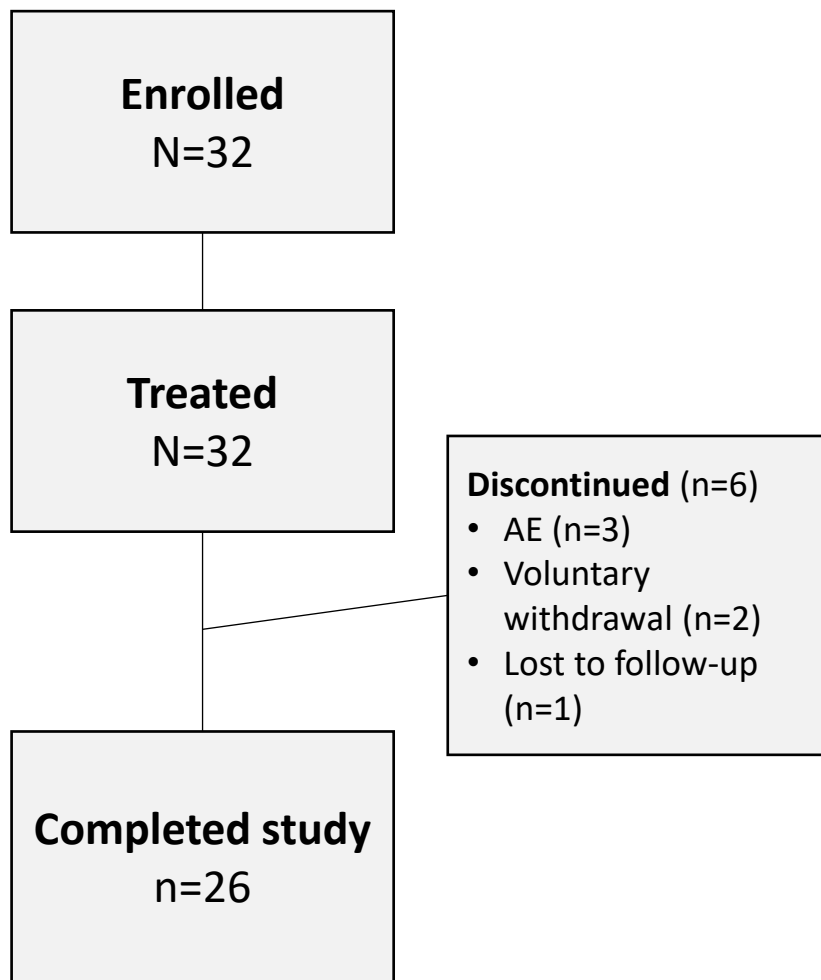 Enrolled
N=32
Treated
N=32
Discontinued (n=6)
• AE (n=3)
• Voluntary
withdrawal (n=2)
• Lost to follow-up
(n=1)
Completed study
n=26